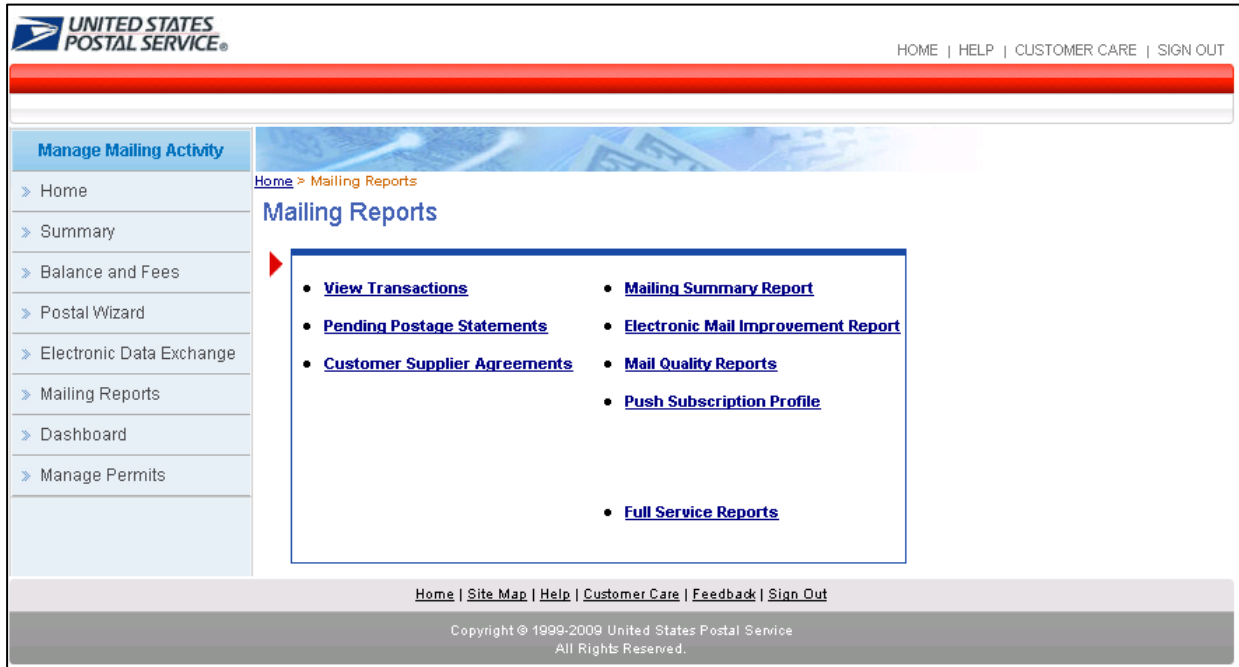 UNITED STATES
POSTAL SERVICE®
HOME | HELP | CUSTOMER CARE | SIGN OUT
Manage Mailing Activity
» Home
» Summary
» Balance and Fees
» Postal Wizard
» Electronic Data Exchange
» Mailing Reports
» Dashboard
» Manage Permits
Home > Mailing Reports
Mailing Reports
• View Transactions
• Pending Postage Statements
• Customer Supplier Agreements
• Mailing Summary Report
• Electronic Mail Improvement Report
• Mail Quality Reports
• Push Subscription Profile
• Full Service Reports
Home | Site Map | Help | Customer Care | Feedback | Sign Out
Copyright © 1999-2009 United States Postal Service
All Rights Reserved.